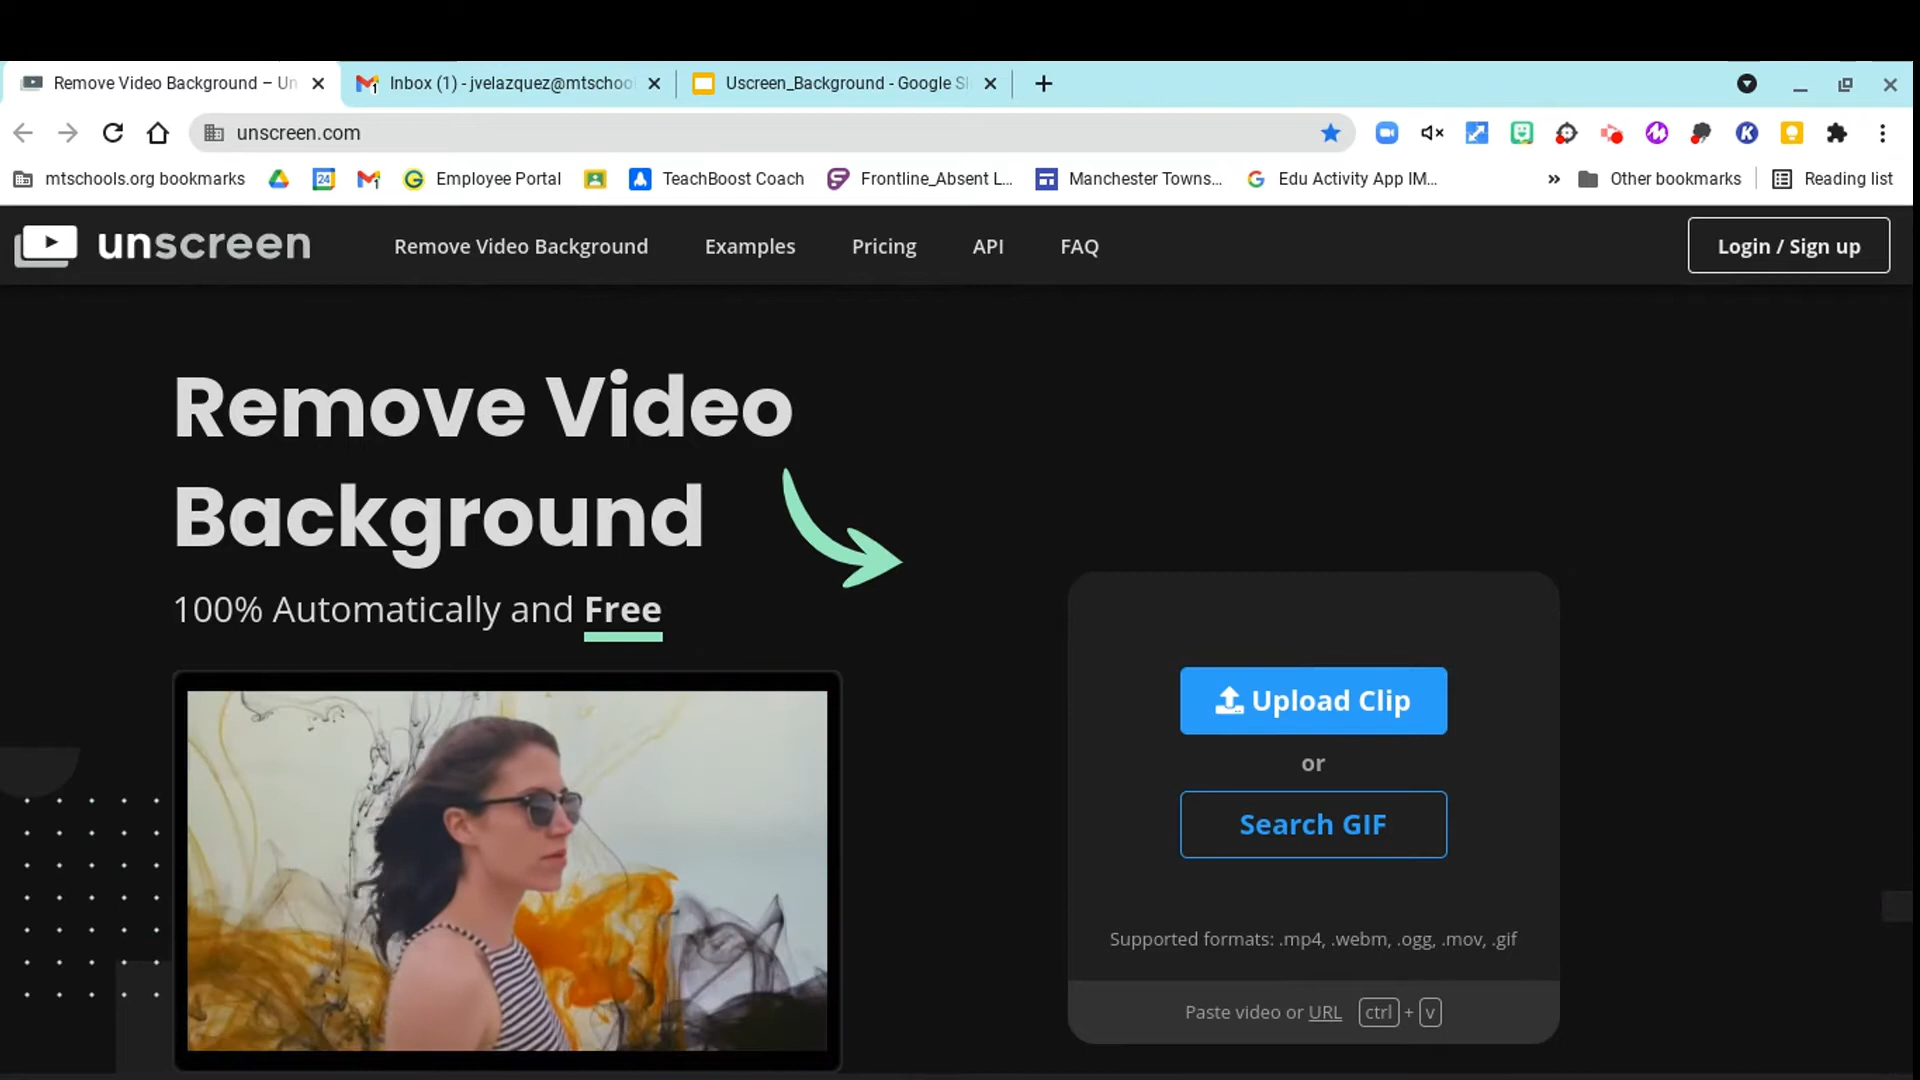 Remove Video Background – Un
Inbox (1) - jvelazquez@mtschool
Uscreen_Background - Google Sl
unscreen.com
mtschools.org bookmarks
24
Employee Portal
TeachBoost Coach
Frontline_Absent L...
Manchester Towns...
Edu Activity App IM...
»
Other bookmarks
Reading list
unscreen
Remove Video Background
Examples
Pricing
API
FAQ
Login / Sign up
Remove Video
Background
100% Automatically and Free
Upload Clip
or
Search GIF
Supported formats: .mp4, .webm, .ogg, .mov, .gif
Paste video or URL ctrl + v